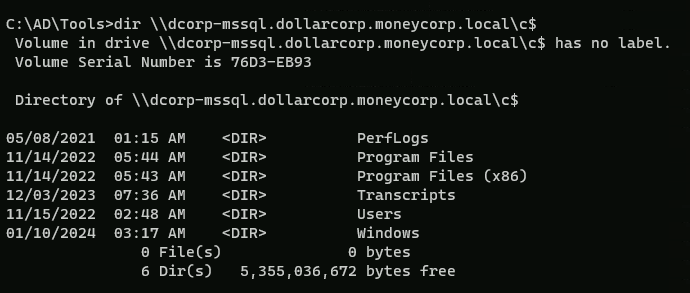 C:\AD\Tools>dir \\dcorp-mssql.dollarcorp.moneycorp.local\c$
 Volume in drive \\dcorp-mssql.dollarcorp.moneycorp.local\c$ has no label.
 Volume Serial Number is 76D3-EB93
 Directory of \\dcorp-mssql.dollarcorp.moneycorp.local\c$
05/08/2021  01:15 AM    <DIR>          PerfLogs
11/14/2022  05:44 AM    <DIR>          Program Files
11/14/2022  05:43 AM    <DIR>          Program Files (x86)
12/03/2023  07:36 AM    <DIR>          Transcripts
11/15/2022  02:48 AM    <DIR>          Users
01/10/2024  03:17 AM    <DIR>          Windows
               0 File(s)              0 bytes
               6 Dir(s)   5,355,036,672 bytes free